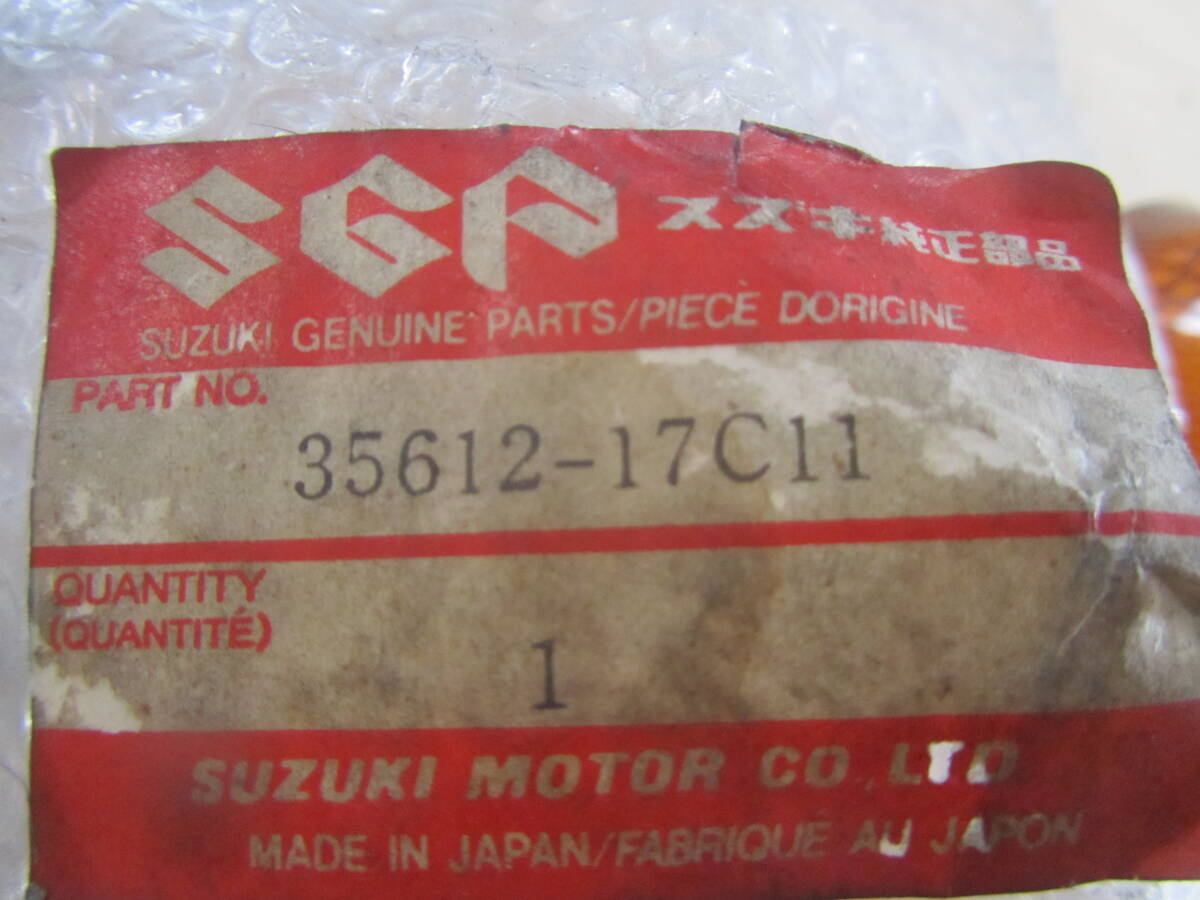 SGP スズキ純正部品
SUZUKI GENUINE PARTS/PIECE DORIGINE
PART NO.
35612-17C11
QUANTITY
(QUANTITÉ)
1
SUZUKI MOTOR CO.,LTD
MADE IN JAPAN/FABRIQUE AU JAPON